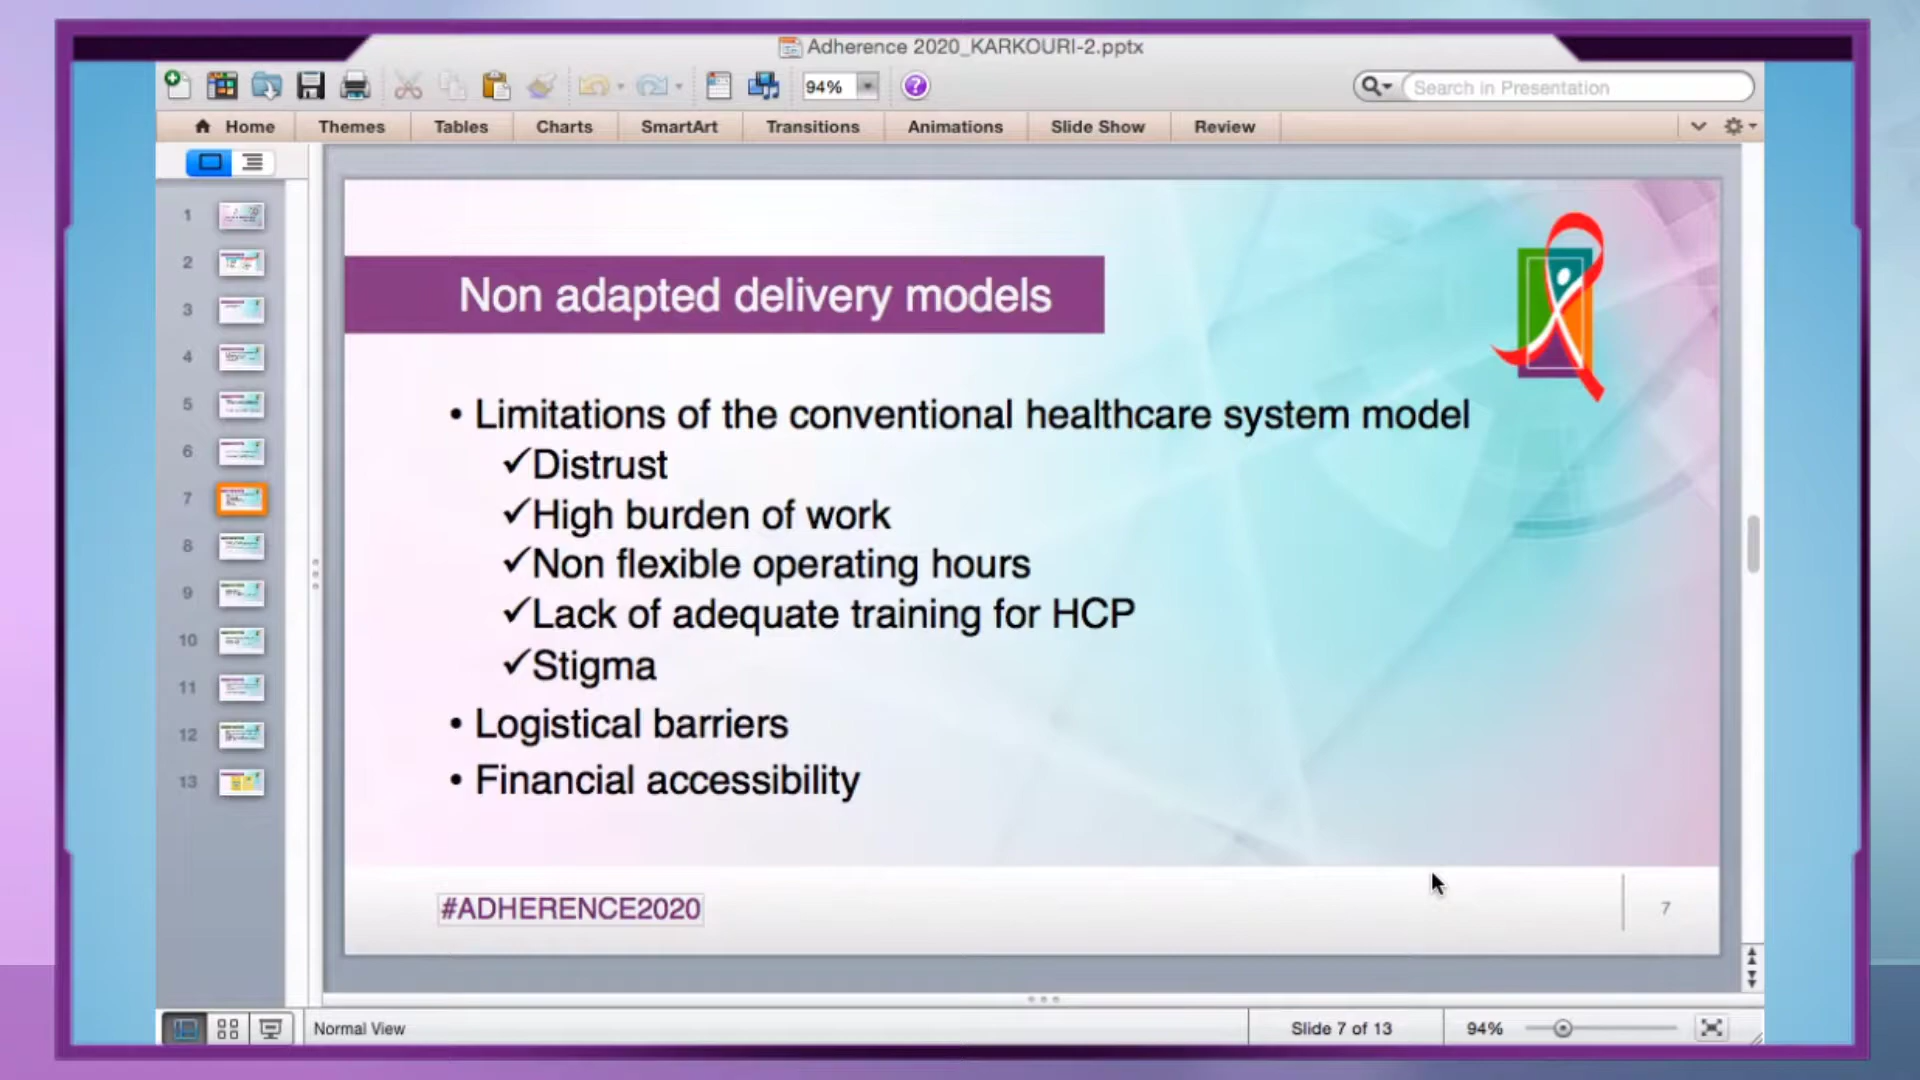 Adherence 2020_KARKOURI-2.pptx
94%
Search in Presentation
Home Themes Tables Charts SmartArt Transitions Animations Slide Show Review
1
2
3
4
5
6
7
8
9
10
11
12
13
Non adapted delivery models
• Limitations of the conventional healthcare system model
✓Distrust
✓High burden of work
✓Non flexible operating hours
✓Lack of adequate training for HCP
✓Stigma
• Logistical barriers
• Financial accessibility
#ADHERENCE2020
7
Normal View
Slide 7 of 13
94%